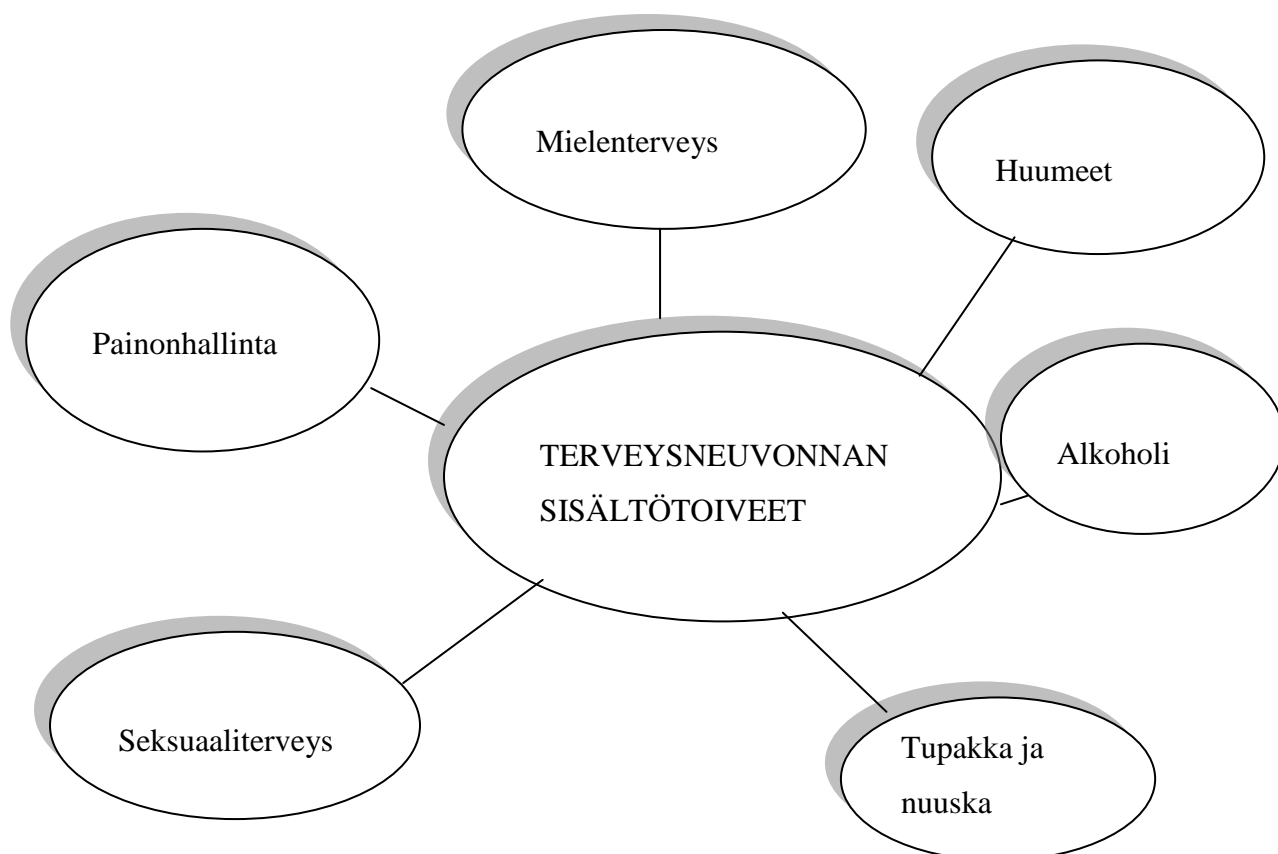 Mielenterveys
Huumeet
Painonhallinta
TERVEYSNEUVONNAN
SISÄLTÖTOIVEET
Alkoholi
Seksuaaliterveys
Tupakka ja
nuuska